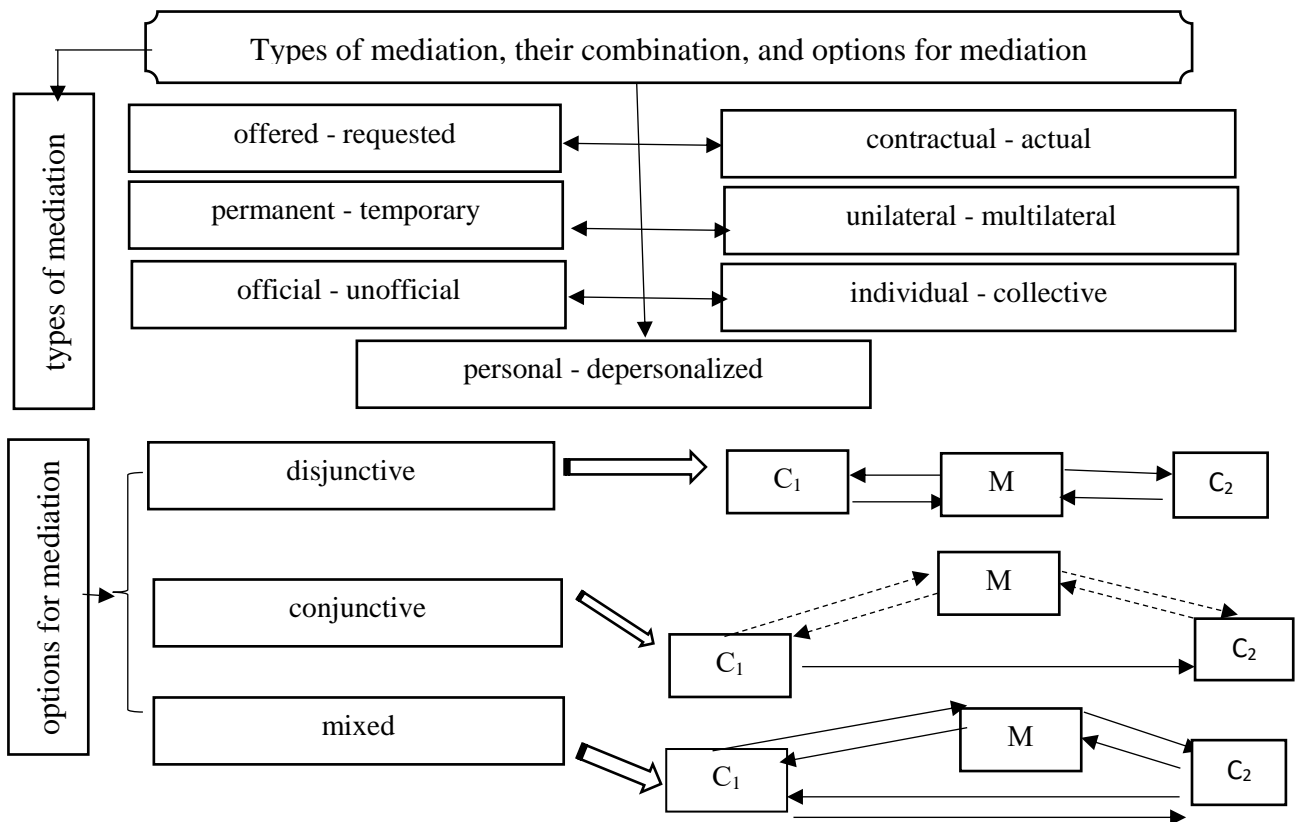 Types of mediation, their combination, and options for mediation
types of mediation
offered - requested
contractual - actual
permanent - temporary
unilateral - multilateral
official - unofficial
individual - collective
personal - depersonalized
options for mediation
disjunctive
C₁
M
C₂
conjunctive
M
C₁
C₂
mixed
M
C₁
C₂